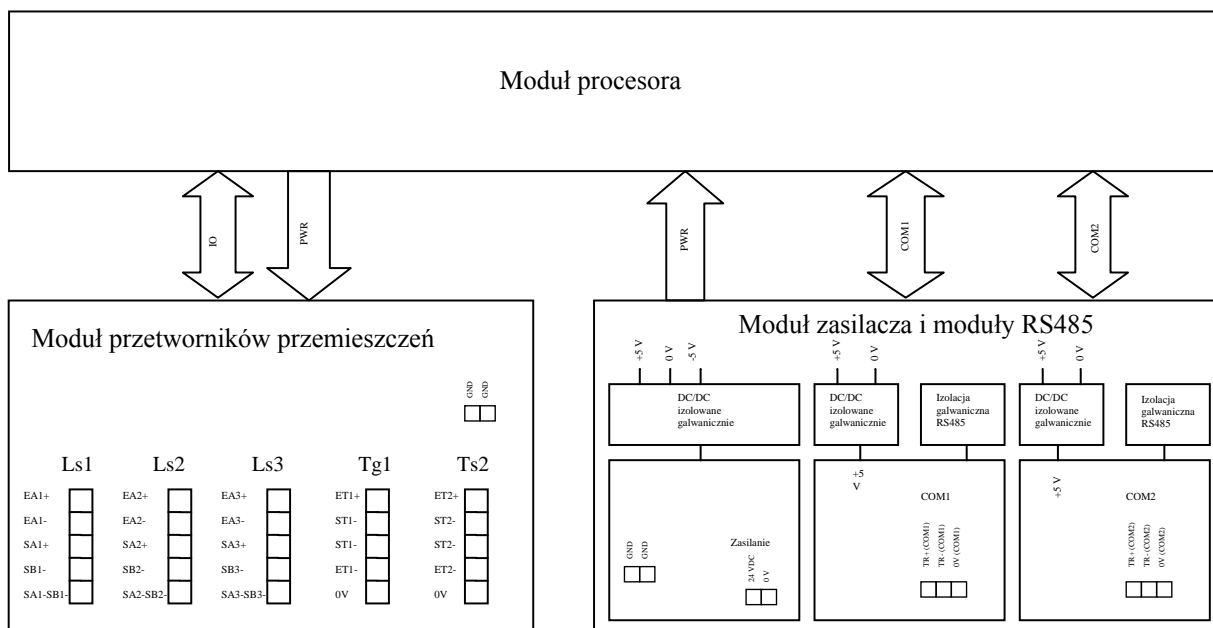 Moduł procesora
IO
PWR
PWR
COM1
COM2
Moduł przetworników przemieszczeń
GND
GND
Ls1
EA1+
EA1-
SA1+
SB1-
SA1-SB1-
Ls2
EA2+
EA2-
SA2+
SB2-
SA2-SB2-
Ls3
EA3+
EA3-
SA3+
SB3-
SA3-SB3-
Tg1
ET1+
ST1-
ST1-
ET1-
0V
Ts2
ET2+
ST2-
ST2-
ET2-
0V
Moduł zasilacza i moduły RS485
+5 V
0 V
-5 V
DC/DC
izolowane
galwanicznie
GND
GND
Zasilanie
24 VDC
0 V
+5 V
0 V
DC/DC
izolowane
galwanicznie
Izolacja
galwaniczna
RS485
+5
V
COM1
TR+(COM1)
TR- (COM1)
0V (COM1)
+5 V
0 V
DC/DC
izolowane
galwanicznie
Izolacja
galwaniczna
RS485
+5 V
COM2
TR+(COM2)
TR- (COM2)
0V (COM2)